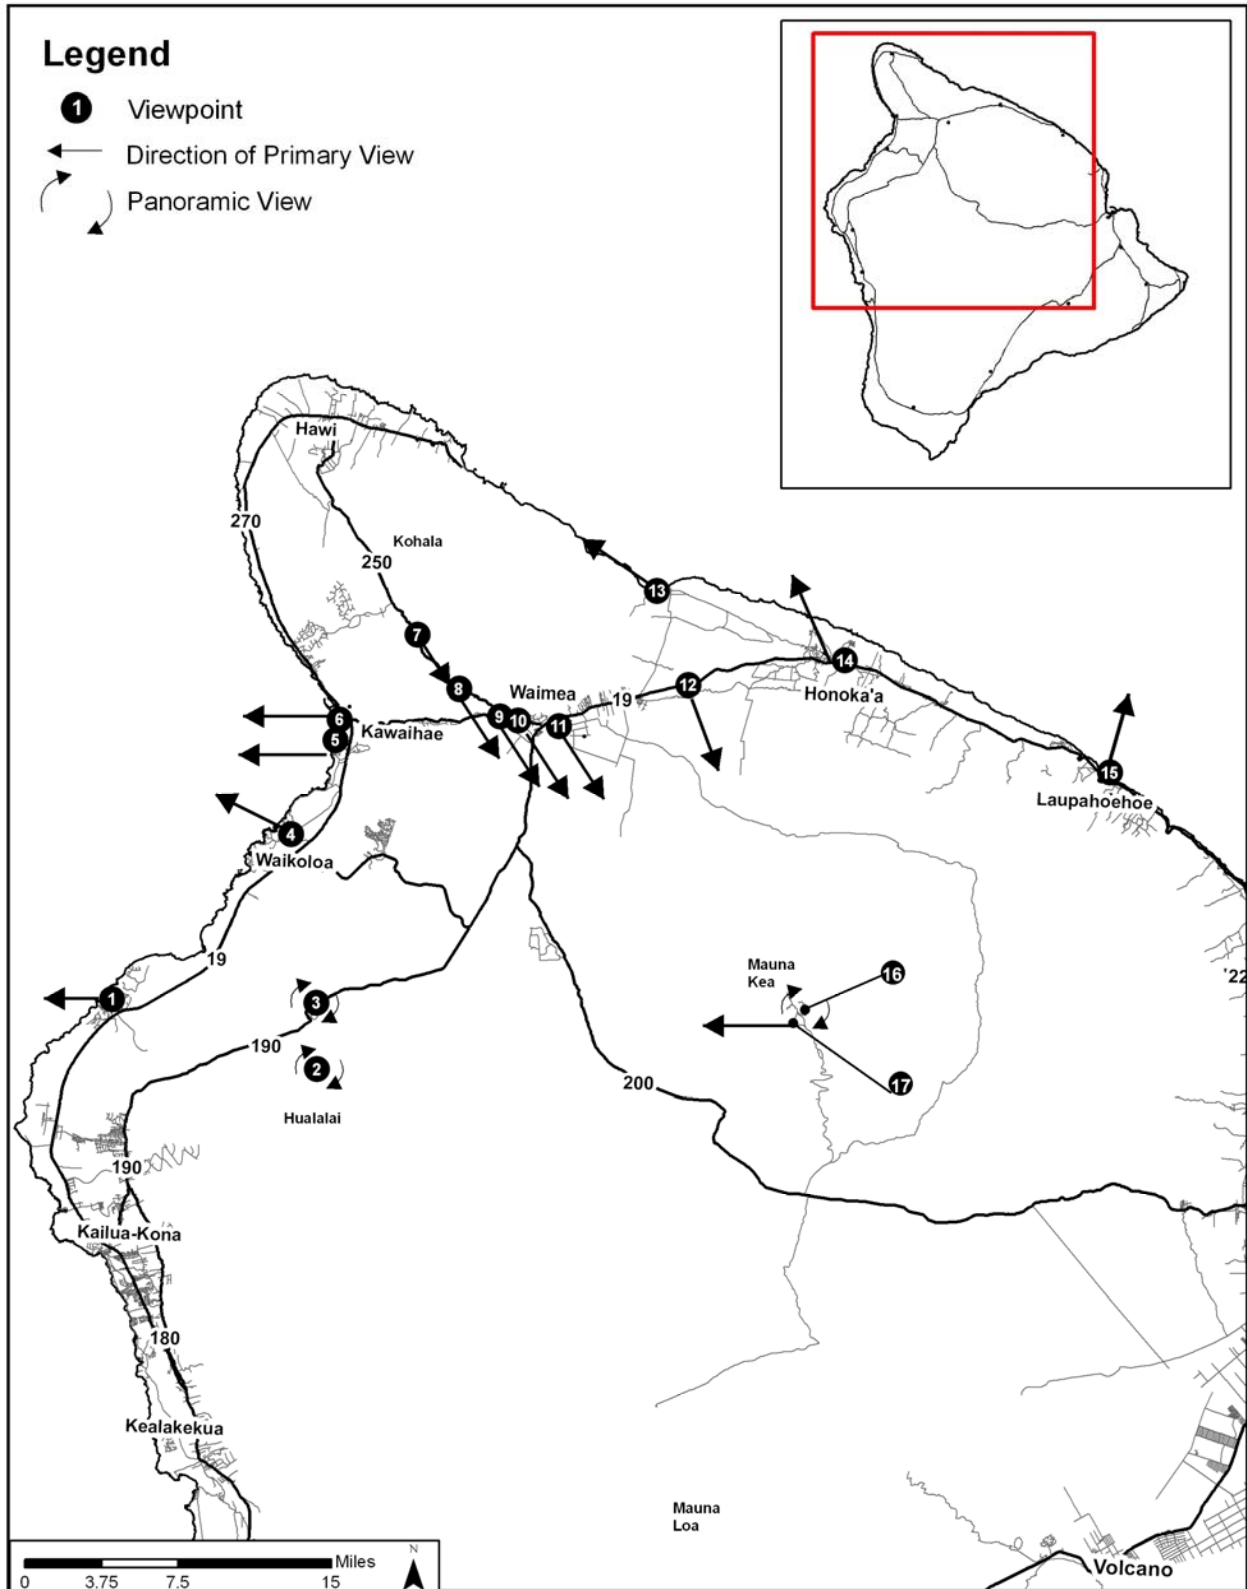 Legend
1 Viewpoint
Direction of Primary View
Panoramic View
Hawi
270
Kohala
250
13
7
14
8
Waimea
12
19
Honoka'a
6
9
10
11
Kawaihae
5
15
Laupahoehoe
4
Waikoloa
19
Mauna
Kea
16
'22
1
3
190
2
200
17
Hualalai
190
Kailua-Kona
180
Kealakekua
Mauna
Loa
Volcano
Miles
0 3.75 7.5 15
N